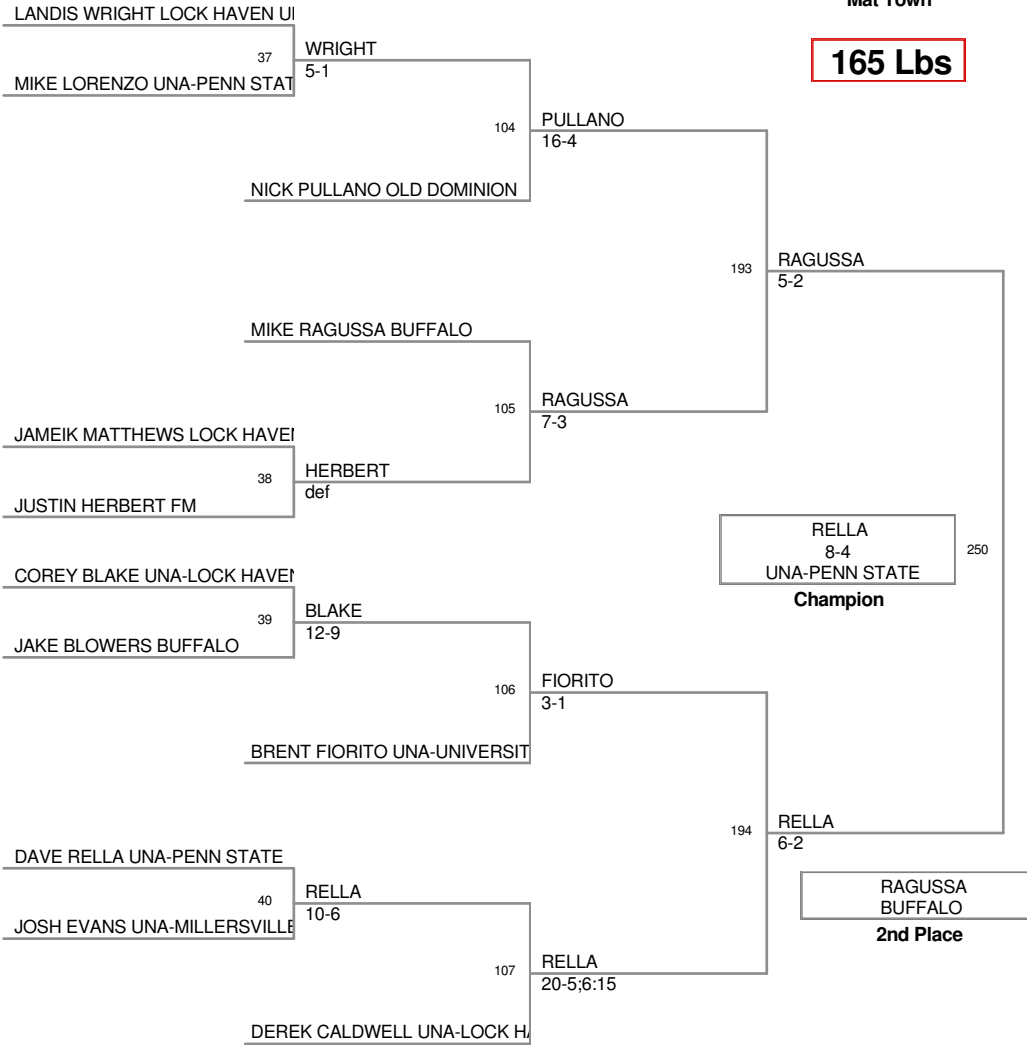 Mat Town
165 Lbs
LANDIS WRIGHT LOCK HAVEN
37
WRIGHT
5-1
MIKE LORENZO UNA-PENN STAT
104
PULLANO
16-4
NICK PULLANO OLD DOMINION
193
RAGUSSA
5-2
MIKE RAGUSSA BUFFALO
105
RAGUSSA
7-3
JAMEIK MATTHEWS LOCK HAVE
38
HERBERT
def
JUSTIN HERBERT FM
RELLA
8-4
UNA-PENN STATE
Champion
250
COREY BLAKE UNA-LOCK HAVE
39
BLAKE
12-9
JAKE BLOWERS BUFFALO
106
FIORITO
3-1
BRENT FIORITO UNA-UNIVERSIT
194
RELLA
6-2
DAVE RELLA UNA-PENN STATE
40
RELLA
10-6
JOSH EVANS UNA-MILLERSVILLE
RAGUSSA
BUFFALO
2nd Place
107
RELLA
20-5;6:15
DEREK CALDWELL UNA-LOCK